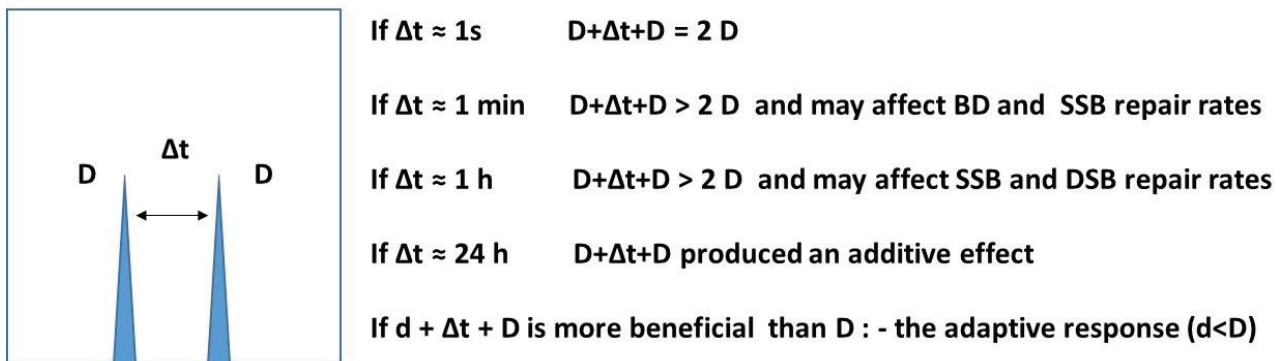 If Δt ≈ 1s D+Δt+D = 2 D
If Δt ≈ 1 min D+Δt+D > 2 D and may affect BD and SSB repair rates
Δt
D D
If Δt ≈ 1 h D+Δt+D > 2 D and may affect SSB and DSB repair rates
If Δt ≈ 24 h D+Δt+D produced an additive effect
If d + Δt + D is more beneficial than D : - the adaptive response (d<D)